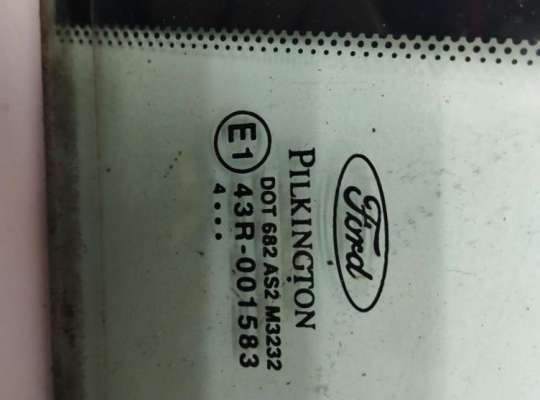 Ford
PILKINGTON
DOT 682 AS2 M3232
E1 43R-001583
4••••